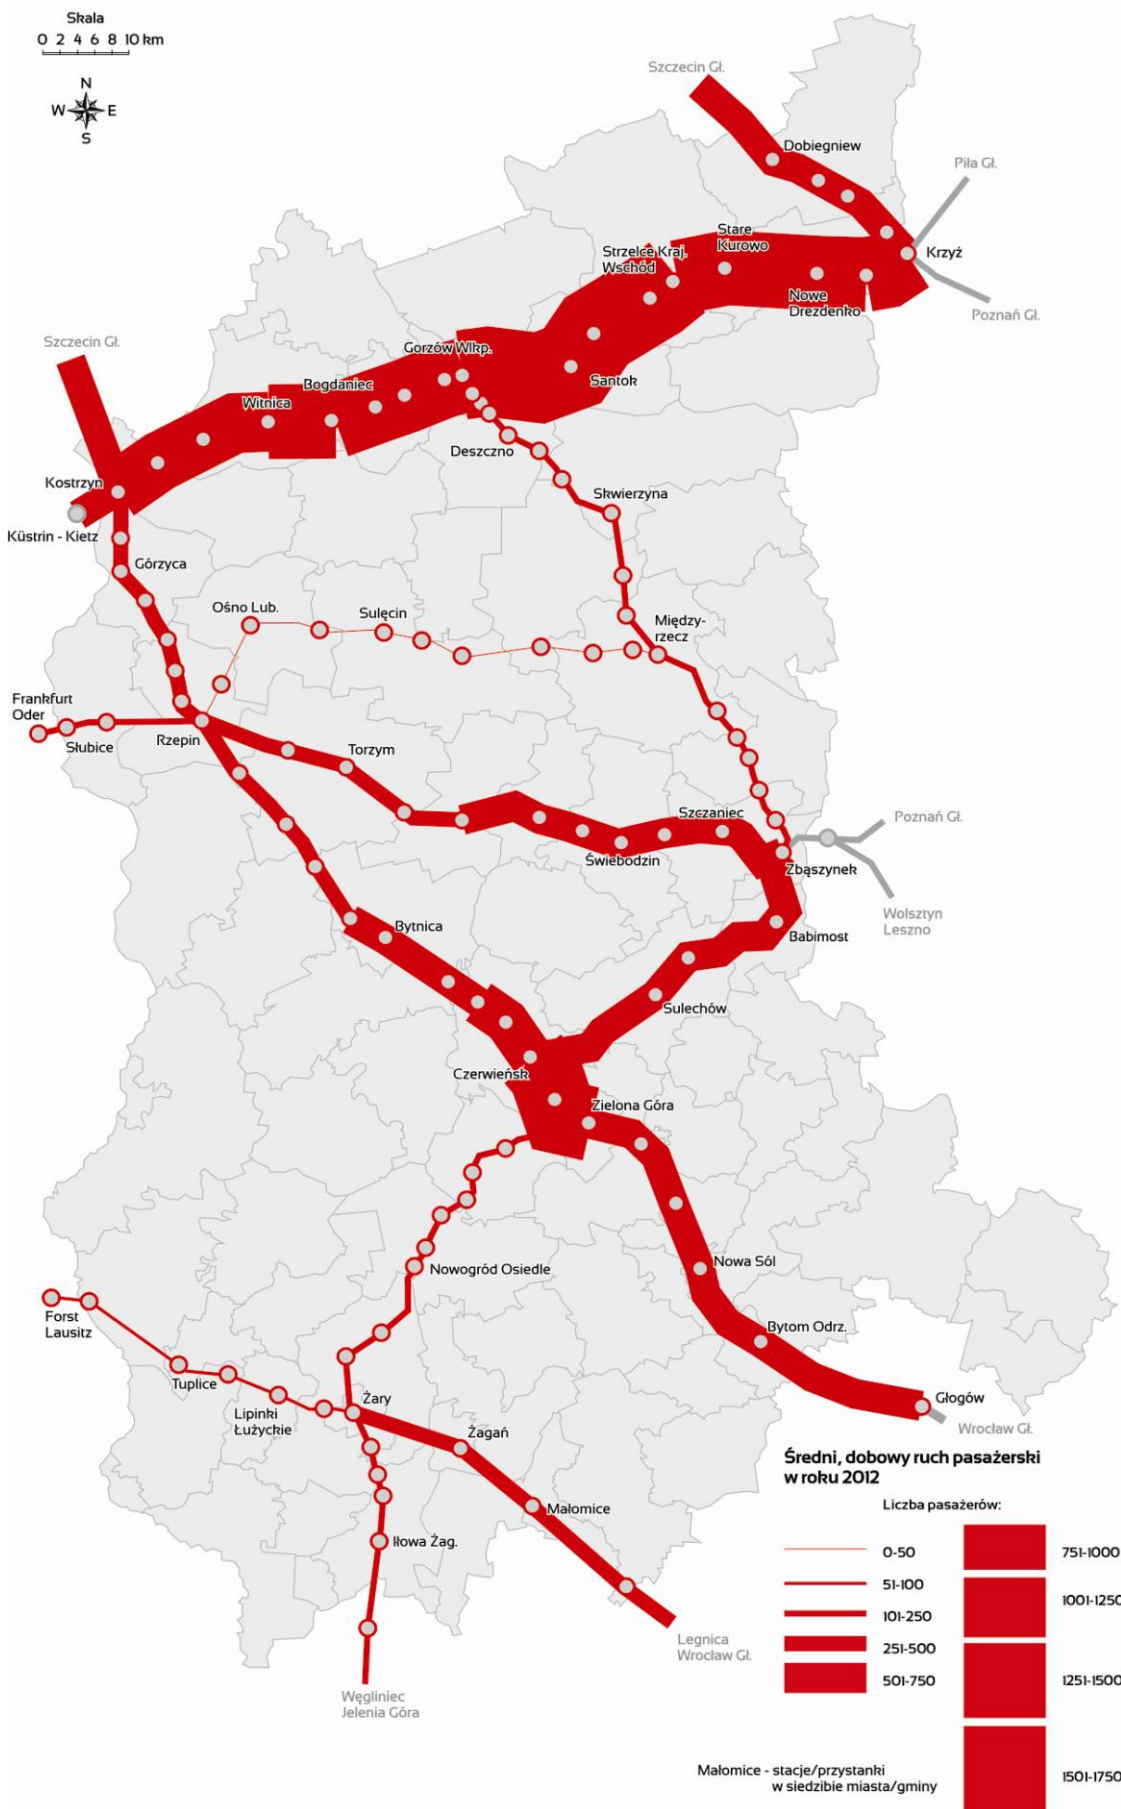 Skala
0 2 4 6 8 10 km
N
W E
S
Szczecin Gł.
Dobiegniew
Piła Gł.
Stare
Kurowo
Strzelce Kraj.
Wschód
Krzyż
Nowe
Drezdenko
Poznań Gł.
Szczecin Gł.
Gorzów Wlkp.
Bogdaniec
Santok
Witnica
Deszczno
Kostrzyn
Skwierzyna
Küstrin - Kietz
Górzyca
Ośno Lub.
Sulęcin
Między-
rzecz
Frankfurt
Oder
Słubice
Rzepin
Torzym
Szczaniec
Poznań Gł.
Świebodzin
Zbąszynek
Wolsztyn
Leszno
Bytnica
Babimost
Sulechów
Czerwieńsk
Zielona Góra
Nowogród Osiedle
Nowa Sól
Forst
Lausitz
Bytom Odrz.
Tuplice
Żary
Głogów
Lipinki
Łużyckie
Wrocław Gł.
Żagań
Małomice
Iłowa Żag.
Legnica
Wrocław Gł.
Węgliniec
Jelenia Góra
Średni, dobowy ruch pasażerski
w roku 2012
Liczba pasażerów:
0-50
51-100
101-250
251-500
501-750
751-1000
1001-1250
1251-1500
1501-1750
Małomice - stacje/przystanki
w siedzibie miasta/gminy